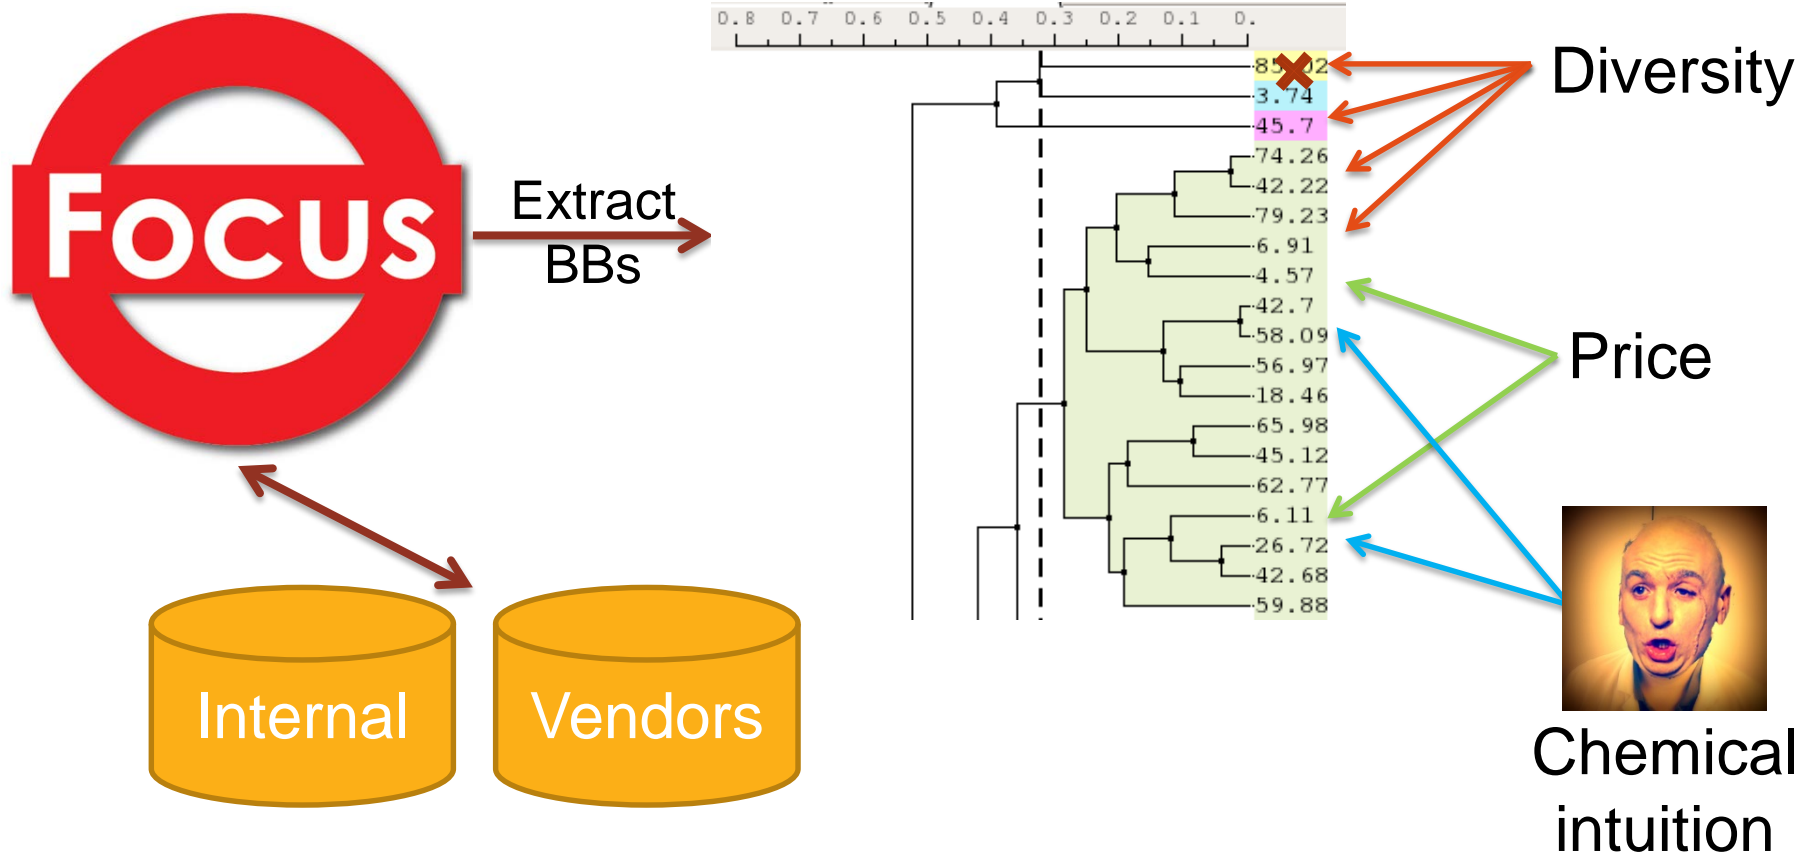 0.8 0.7 0.6 0.5 0.4 0.3 0.2 0.1 0.
3.74
45.7
74.26
42.22
79.23
6.91
4.57
42.7
58.09
56.97
18.46
65.98
45.12
62.77
6.11
26.72
42.68
59.88
FOCUS
Extract
BBs
Internal
Vendors
Diversity
Price
Chemical
intuition